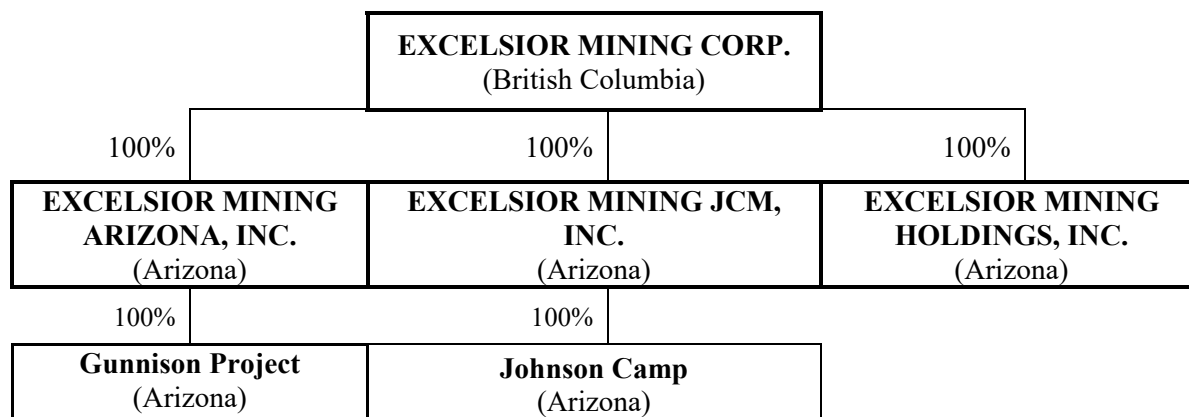 EXCELSIOR MINING CORP.
(British Columbia)
100%
100%
100%
EXCELSIOR MINING
ARIZONA, INC.
(Arizona)
EXCELSIOR MINING JCM,
INC.
(Arizona)
EXCELSIOR MINING
HOLDINGS, INC.
(Arizona)
100%
100%
Gunnison Project
(Arizona)
Johnson Camp
(Arizona)